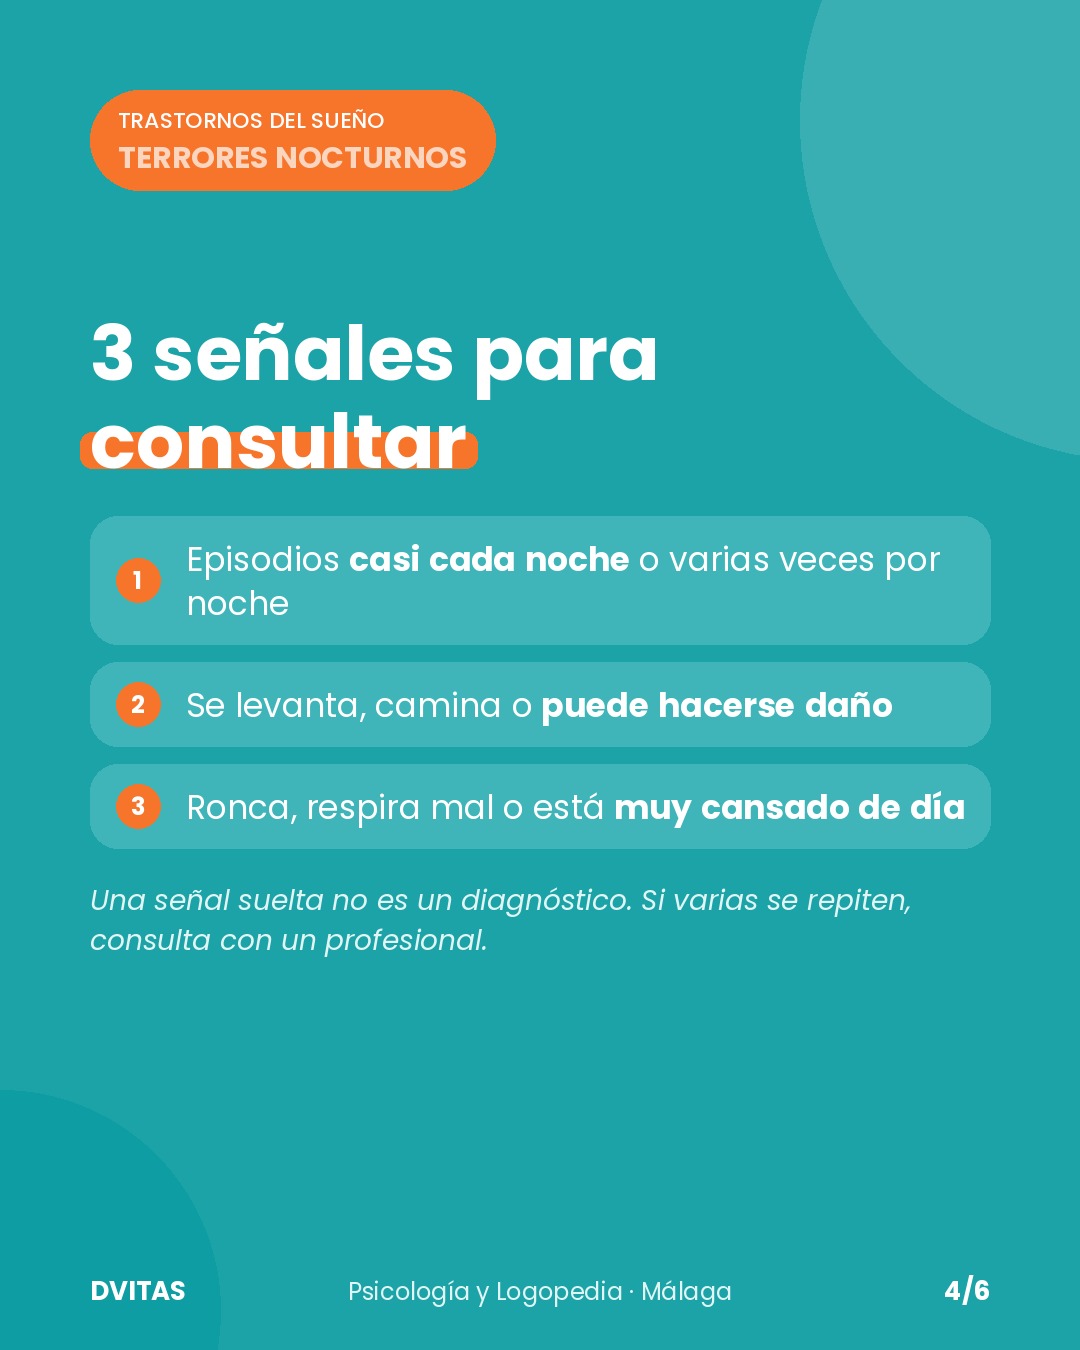 TRASTORNOS DEL SUEÑO
TERRORES NOCTURNOS
3 señales para
consultar
1 Episodios casi cada noche o varias veces por
noche
2 Se levanta, camina o puede hacerse daño
3 Ronca, respira mal o está muy cansado de día
Una señal suelta no es un diagnóstico. Si varias se repiten,
consulta con un profesional.
DVITAS Psicología y Logopedia · Málaga 4/6